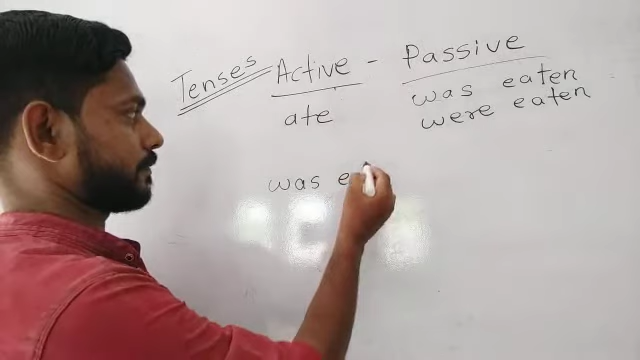 Tenses Active - Passive
ate was eaten
were eaten
was e